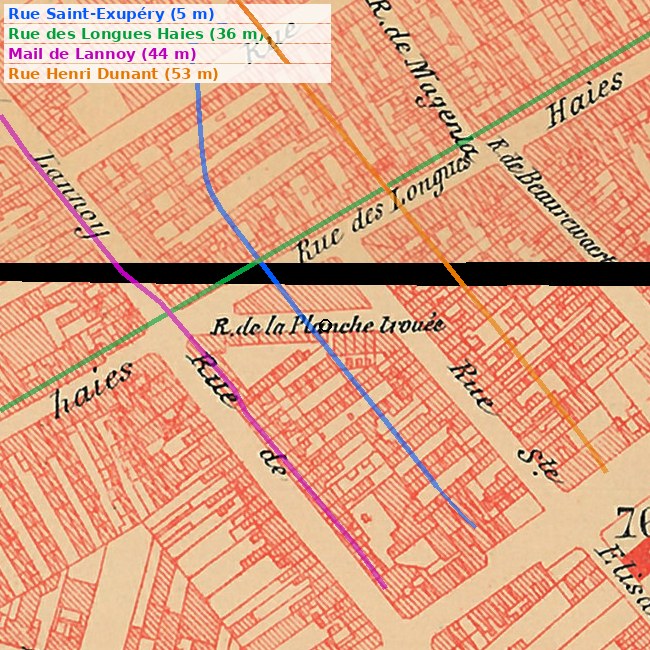 Rue Saint-Exupéry (5 m)
Rue des Longues Haies (36 m)
Mail de Lannoy (44 m)
Rue Henri Dunant (53 m)
Rue
R. de Magenta
Haies
R. de Beaurewaert
Lannoy
Rue des Longues
R. de la Planche trouée
haies
Rue
de
Rue
Ste
Elisa
70